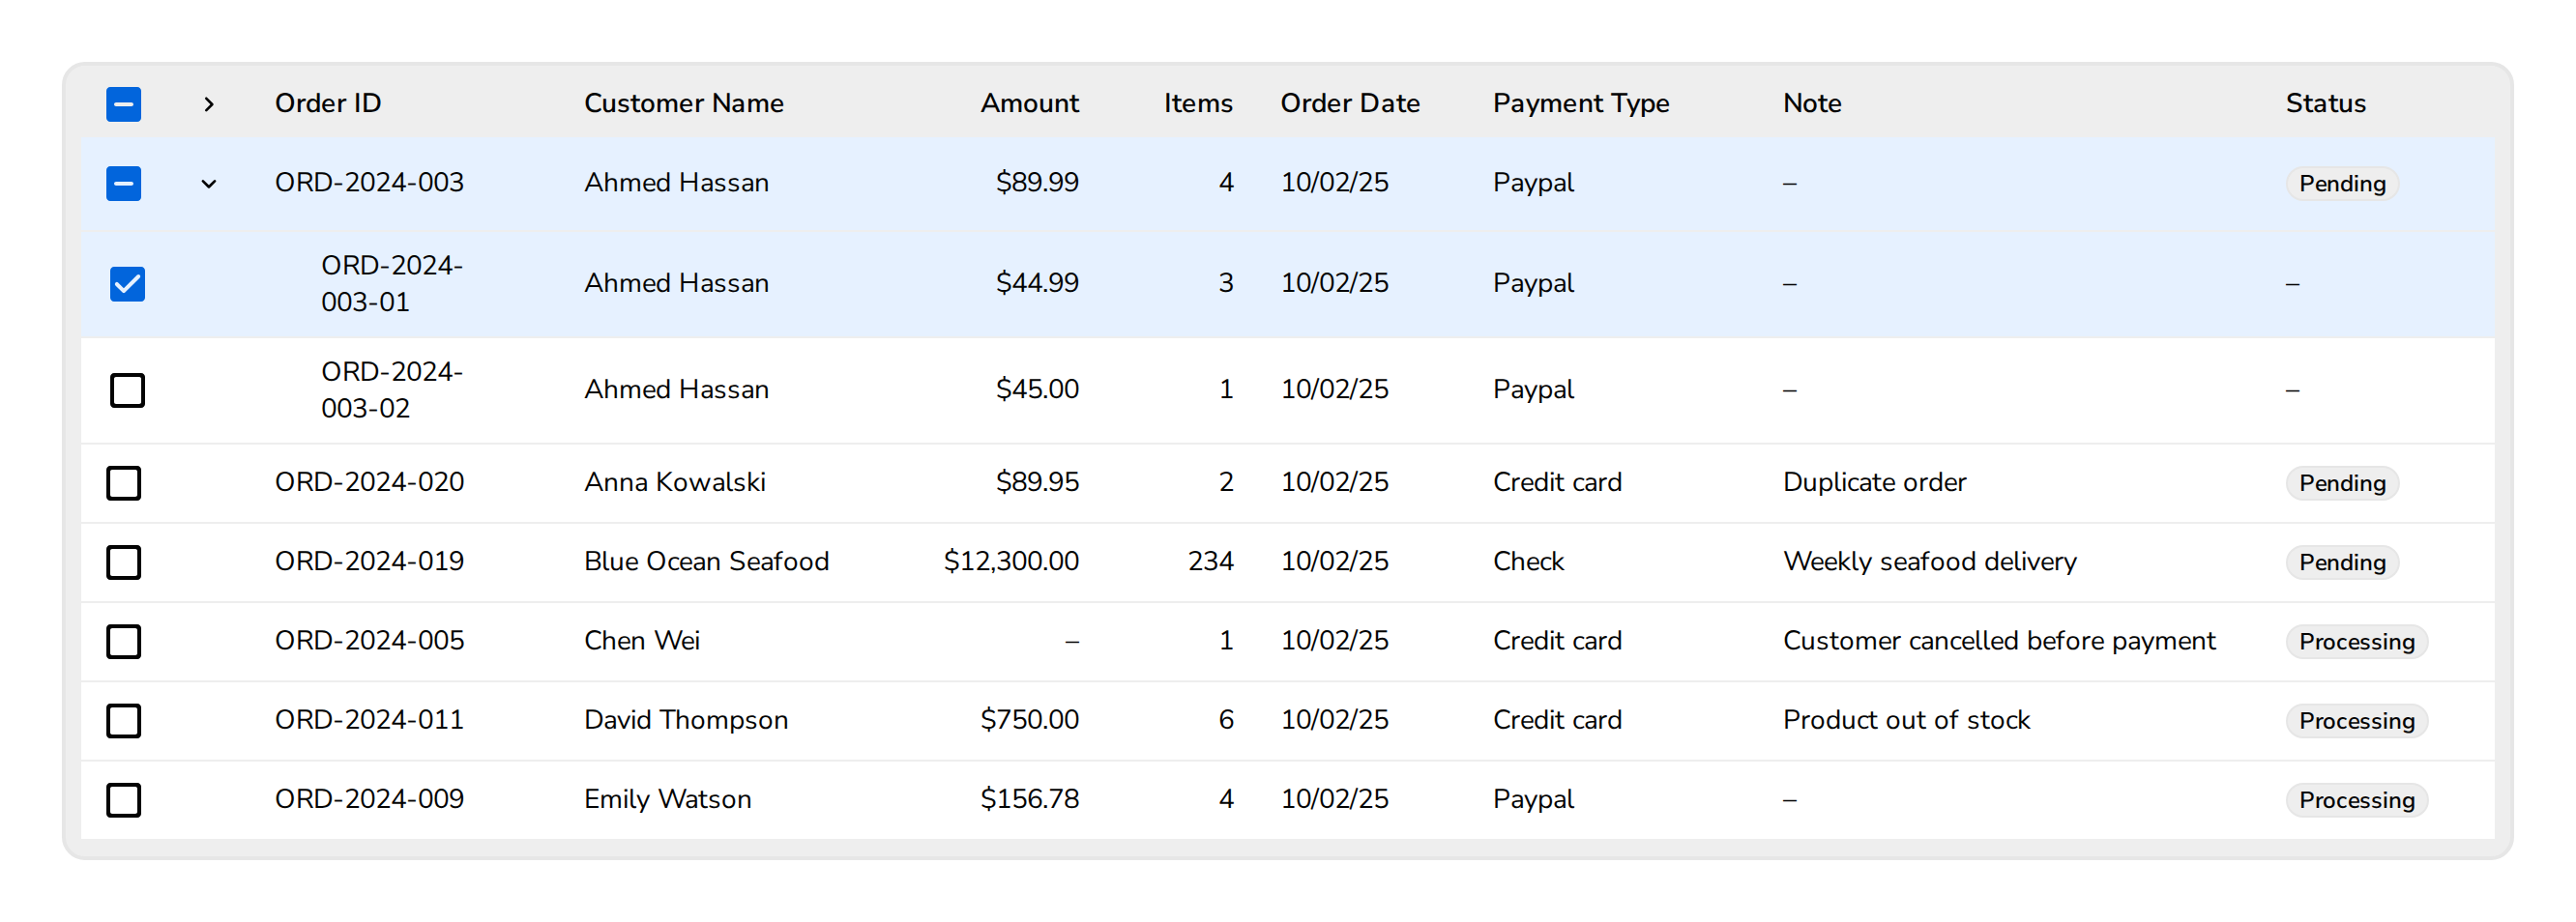 Order ID Customer Name Amount Items Order Date Payment Type Note Status
ORD-2024-003 Ahmed Hassan $89.99 4 10/02/25 Paypal – Pending
ORD-2024-
003-01 Ahmed Hassan $44.99 3 10/02/25 Paypal – –
ORD-2024-
003-02 Ahmed Hassan $45.00 1 10/02/25 Paypal – –
ORD-2024-020 Anna Kowalski $89.95 2 10/02/25 Credit card Duplicate order Pending
ORD-2024-019 Blue Ocean Seafood $12,300.00 234 10/02/25 Check Weekly seafood delivery Pending
ORD-2024-005 Chen Wei – 1 10/02/25 Credit card Customer cancelled before payment Processing
ORD-2024-011 David Thompson $750.00 6 10/02/25 Credit card Product out of stock Processing
ORD-2024-009 Emily Watson $156.78 4 10/02/25 Paypal – Processing